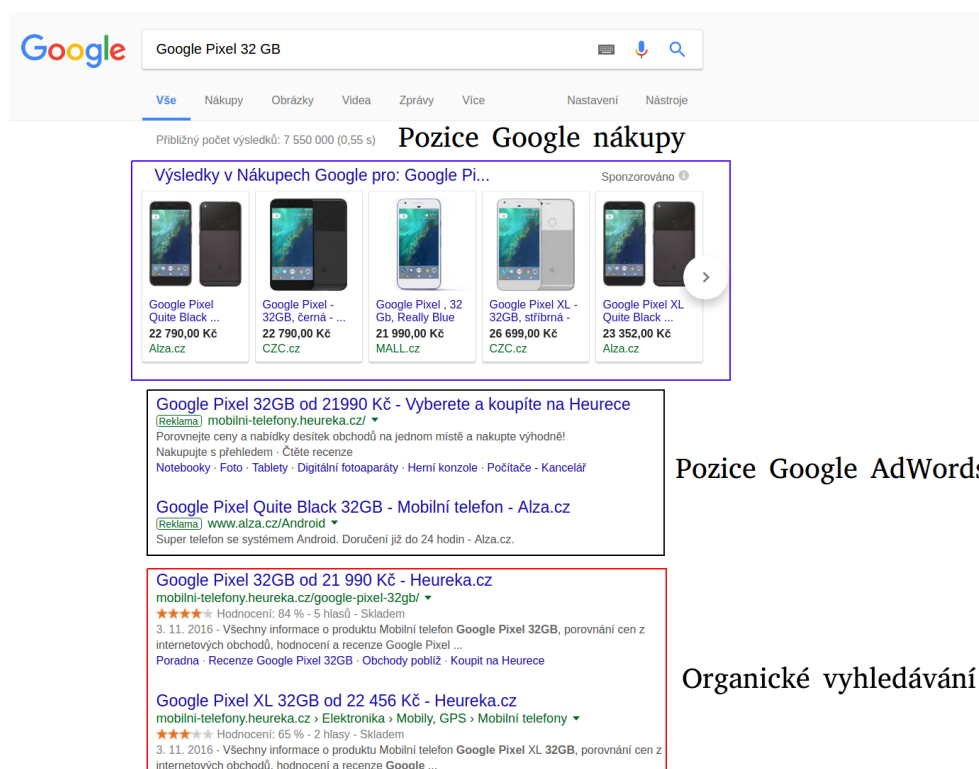 Google
Google Pixel 32 GB
Vše Nákupy Obrázky Videa Zprávy Více Nastavení Nástroje
Přibližný počet výsledků: 7 550 000 (0,55 s)
Pozice Google nákupy
Výsledky v Nákupech Google pro: Google Pi...
Sponzorováno
Google Pixel
Quite Black ...
22 790,00 Kč
Alza.cz
Google Pixel -
32GB, černá - ...
22 790,00 Kč
CZC.cz
Google Pixel , 32
Gb, Really Blue
21 990,00 Kč
MALL.cz
Google Pixel XL -
32GB, stříbrná -
26 699,00 Kč
CZC.cz
Google Pixel XL
Quite Black ...
23 352,00 Kč
Alza.cz
Google Pixel 32GB od 21990 Kč - Vyberete a koupíte na Heurece
Reklama mobilni-telefony.heureka.cz/
Porovnejte ceny a nabídky desítek obchodů na jednom místě a nakupte výhodně!
Nakupujte s přehledem · Čtěte recenze
Notebooky · Foto · Tablety · Digitální fotoaparáty · Herní konzole · Počítače - Kancelář
Pozice Google AdWords
Google Pixel Quite Black 32GB - Mobilní telefon - Alza.cz
Reklama www.alza.cz/Android
Super telefon se systémem Android. Doručení již do 24 hodin - Alza.cz.
Google Pixel 32GB od 21 990 Kč - Heureka.cz
mobilni-telefony.heureka.cz/google-pixel-32gb/
Hodnocení: 84 % - 5 hlasů - Skladem
3. 11. 2016 - Všechny informace o produktu Mobilní telefon Google Pixel 32GB, porovnání cen z
internetových obchodů, hodnocení a recenze Google Pixel ...
Poradna · Recenze Google Pixel 32GB · Obchody poblíž · Koupit na Heurece
Organické vyhledávání
Google Pixel XL 32GB od 22 456 Kč - Heureka.cz
mobilni-telefony.heureka.cz › Elektronika › Mobily, GPS › Mobilní telefony
Hodnocení: 65 % - 2 hlasy - Skladem
3. 11. 2016 - Všechny informace o produktu Mobilní telefon Google Pixel XL 32GB, porovnání cen z
internetových obchodů, hodnocení a recenze Google ...